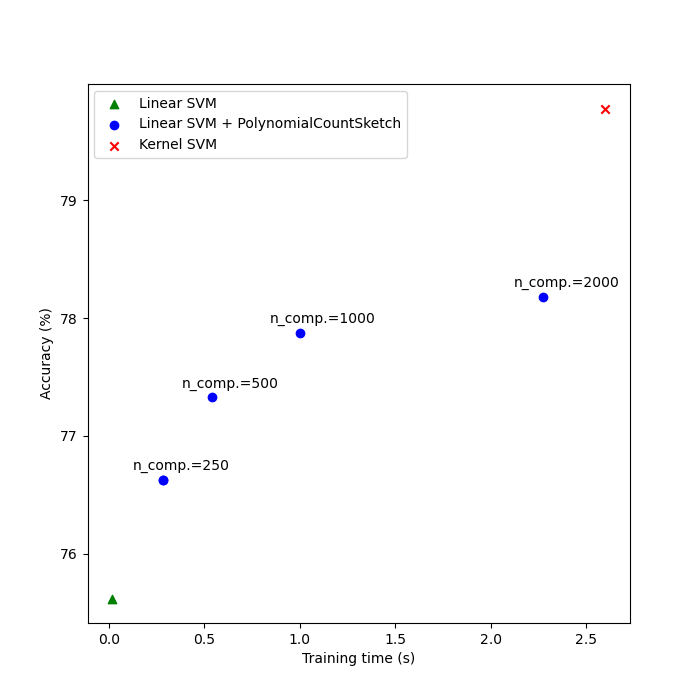 Linear SVM
Linear SVM + PolynomialCountSketch
Kernel SVM
79
n_comp.=2000
78
n_comp.=1000
n_comp.=500
77
n_comp.=250
76
Accuracy (%)
0.0 0.5 1.0 1.5 2.0 2.5
Training time (s)